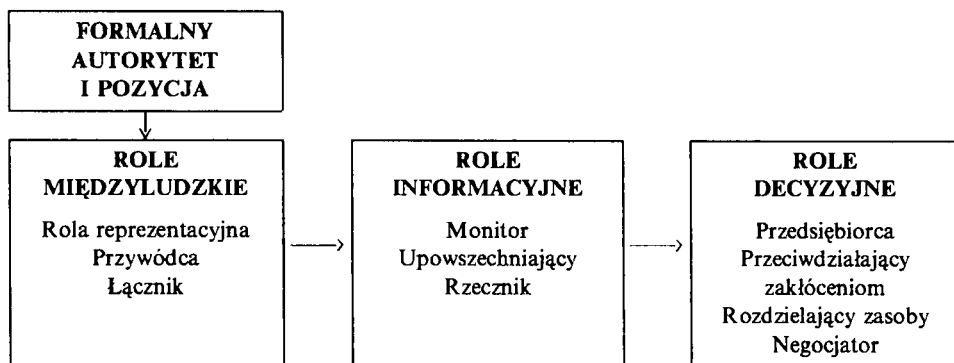 FORMALNY
AUTORYTET
I POZYCJA
ROLE
MIĘDZYLUDZKIE
Rola reprezentacyjna
Przywódca
Łącznik
ROLE
INFORMACYJNE
Monitor
Upowszechniający
Rzecznik
ROLE
DECYZYJNE
Przedsiębiorca
Przeciwdziałający
zakłóceniom
Rozdzielający zasoby
Negocjator